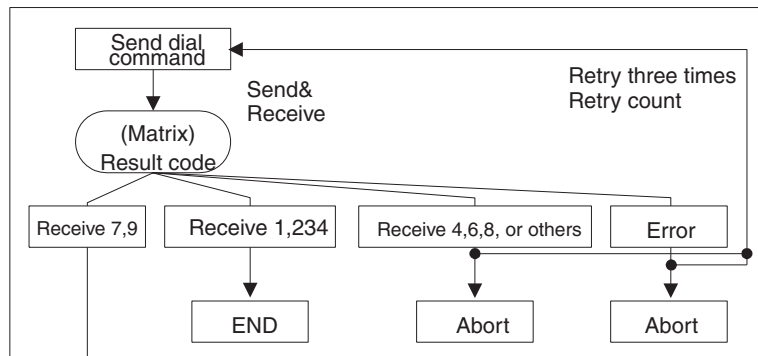 Send dial
command
Send&
Receive
Retry three times
Retry count
(Matrix)
Result code
Receive 7,9
Receive 1,234
Receive 4,6,8, or others
Error
END
Abort
Abort